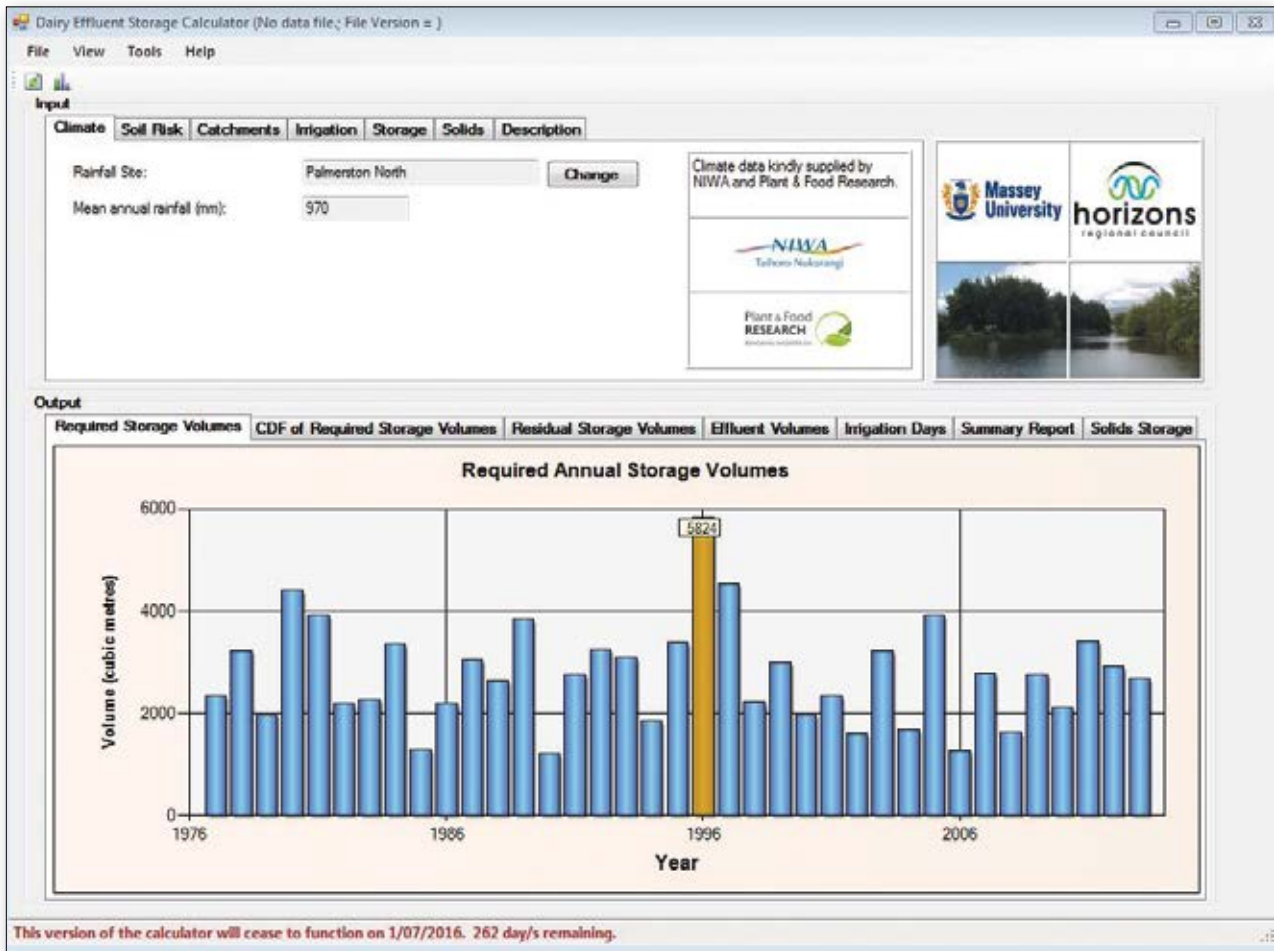 Dairy Effluent Storage Calculator (No data file,; File Version = )
File View Tools Help
Input
Climate Soil Risk Catchments Irrigation Storage Solids Description
Rainfall Site: Palmerston North Change
Mean annual rainfall (mm): 970
Climate data kindly supplied by
NIWA and Plant & Food Research.
NIWA
Taihoro Nukurangi
Plant & Food
RESEARCH
Massey
University
horizons
regional council
Output
Required Storage Volumes CDF of Required Storage Volumes Residual Storage Volumes Effluent Volumes Irrigation Days Summary Report Solids Storage
Required Annual Storage Volumes
Volume (cubic metres)
6000
4000
2000
0
5824
1976 1986 1996 2006
Year
This version of the calculator will cease to function on 1/07/2016. 262 day/s remaining.